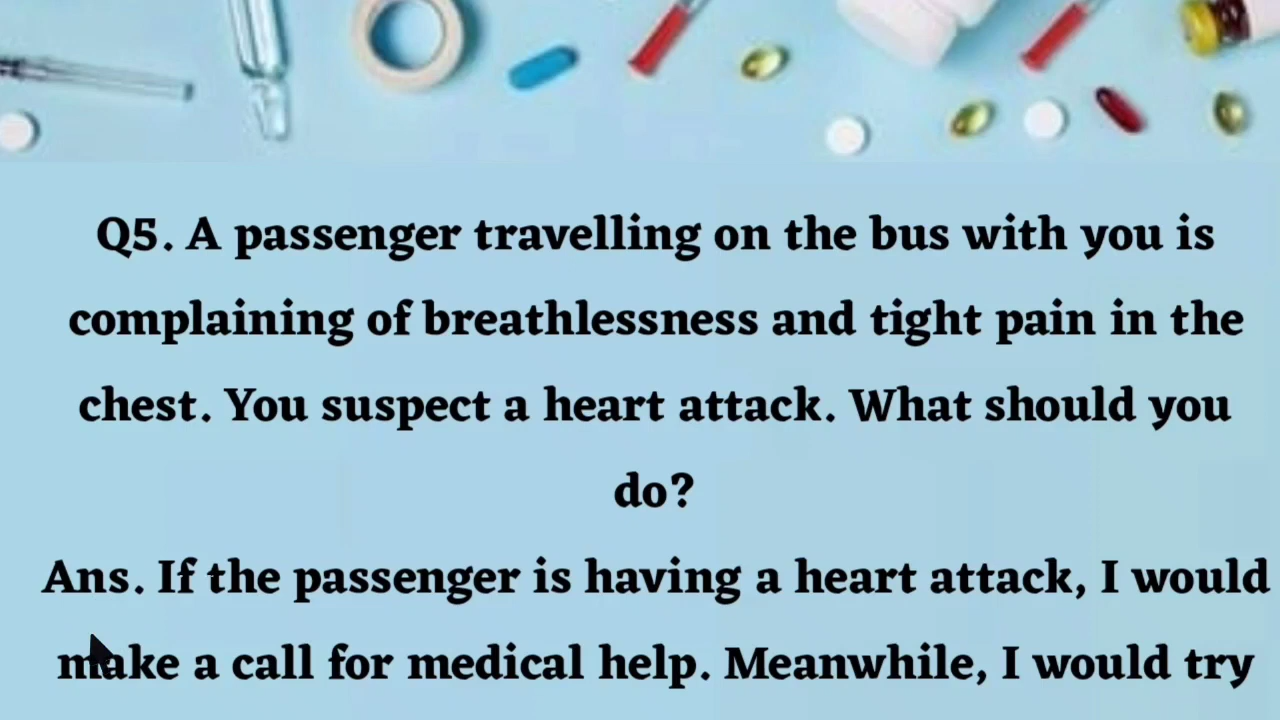 Q5. A passenger travelling on the bus with you is
complaining of breathlessness and tight pain in the
chest. You suspect a heart attack. What should you
do?
Ans. If the passenger is having a heart attack, I would
make a call for medical help. Meanwhile, I would try